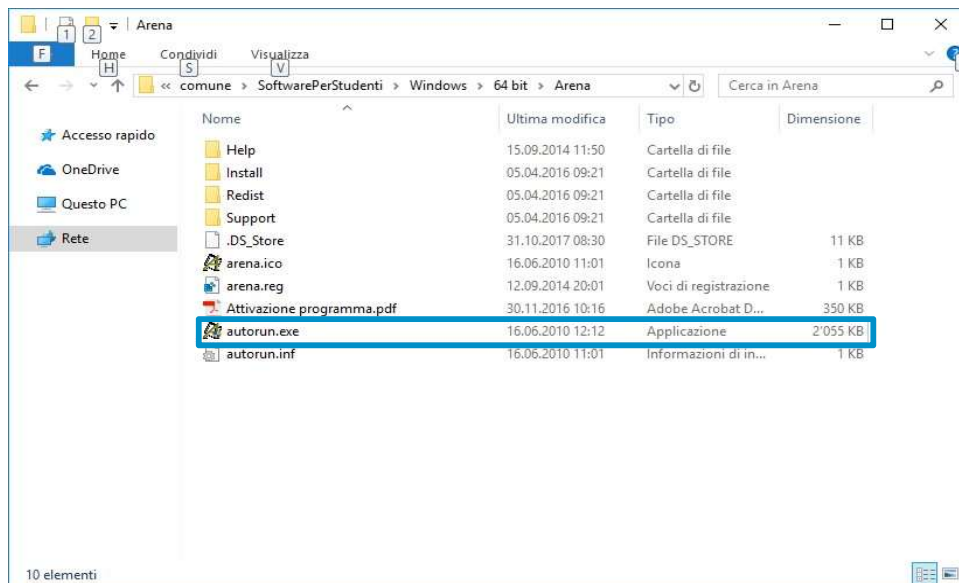 Arena
1 2
F Home Condividi Visualizza
H S V
« comune > SoftwarePerStudenti > Windows > 64 bit > Arena Cerca in Arena
Nome Ultima modifica Tipo Dimensione
Accesso rapido
OneDrive
Questo PC
Rete
Help 15.09.2014 11:50 Cartella di file
Install 05.04.2016 09:21 Cartella di file
Redist 05.04.2016 09:21 Cartella di file
Support 05.04.2016 09:21 Cartella di file
.DS_Store 31.10.2017 08:30 File DS_STORE 11 KB
arena.ico 16.06.2010 11:01 Icona 1 KB
arena.reg 12.09.2014 20:01 Voci di registrazione 1 KB
Attivazione programma.pdf 30.11.2016 10:16 Adobe Acrobat D... 350 KB
autorun.exe 16.06.2010 12:12 Applicazione 2'055 KB
autorun.inf 16.06.2010 11:01 Informazioni di in... 1 KB
10 elementi